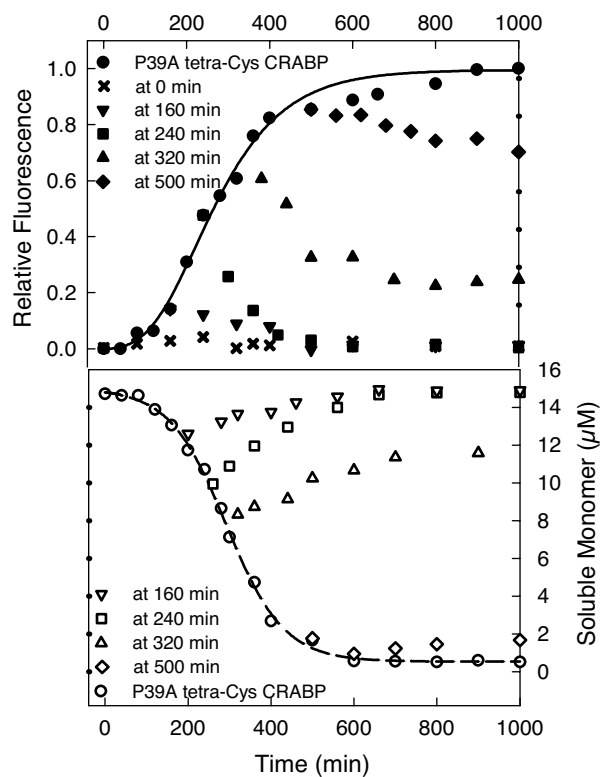 0 200 400 600 800 1000
1.0
0.8
0.6
0.4
0.2
0.0
Relative Fluorescence
P39A tetra-Cys CRABP
at 0 min
at 160 min
at 240 min
at 320 min
at 500 min
16
14
12
10
8
6
4
2
0
Soluble Monomer (µM)
at 160 min
at 240 min
at 320 min
at 500 min
P39A tetra-Cys CRABP
0 200 400 600 800 1000
Time (min)